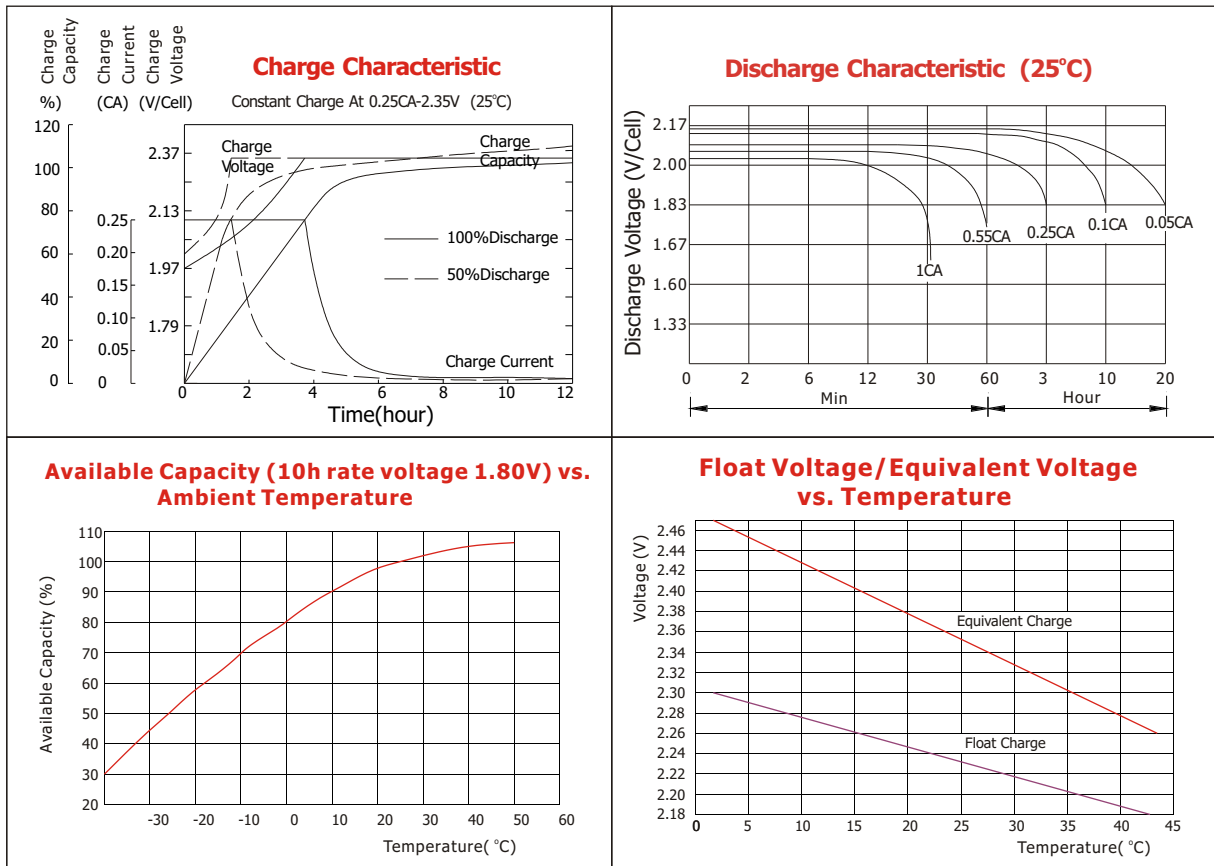 Charge
Capacity
Charge
Current
Charge
Voltage
%)
(CA)
(V/Cell)
Charge Characteristic
Constant Charge At 0.25CA-2.35V (25°C)
120
100
80
60
40
20
0
0.25
0.20
0.15
0.10
0.05
0
2.37
2.13
1.97
1.79
Charge
Voltage
Charge
Capacity
100%Discharge
50%Discharge
Charge Current
0 2 4 6 8 10 12
Time(hour)
Discharge Characteristic (25°C)
Discharge Voltage (V/Cell)
2.17
2.00
1.83
1.67
1.60
1.33
1CA
0.55CA
0.25CA
0.1CA
0.05CA
0 2 6 12 30 60 3 10 20
Min
Hour
Available Capacity (10h rate voltage 1.80V) vs.
Ambient Temperature
Available Capacity (%)
110
100
90
80
70
60
50
40
30
20
-30 -20 -10 0 10 20 30 40 50 60
Temperature( °C)
Float Voltage/Equivalent Voltage
vs. Temperature
Voltage (V)
2.46
2.44
2.42
2.40
2.38
2.36
2.34
2.30
2.28
2.26
2.24
2.22
2.20
2.18
Equivalent Charge
Float Charge
0 5 10 15 20 25 30 35 40 45
Temperature( °C)